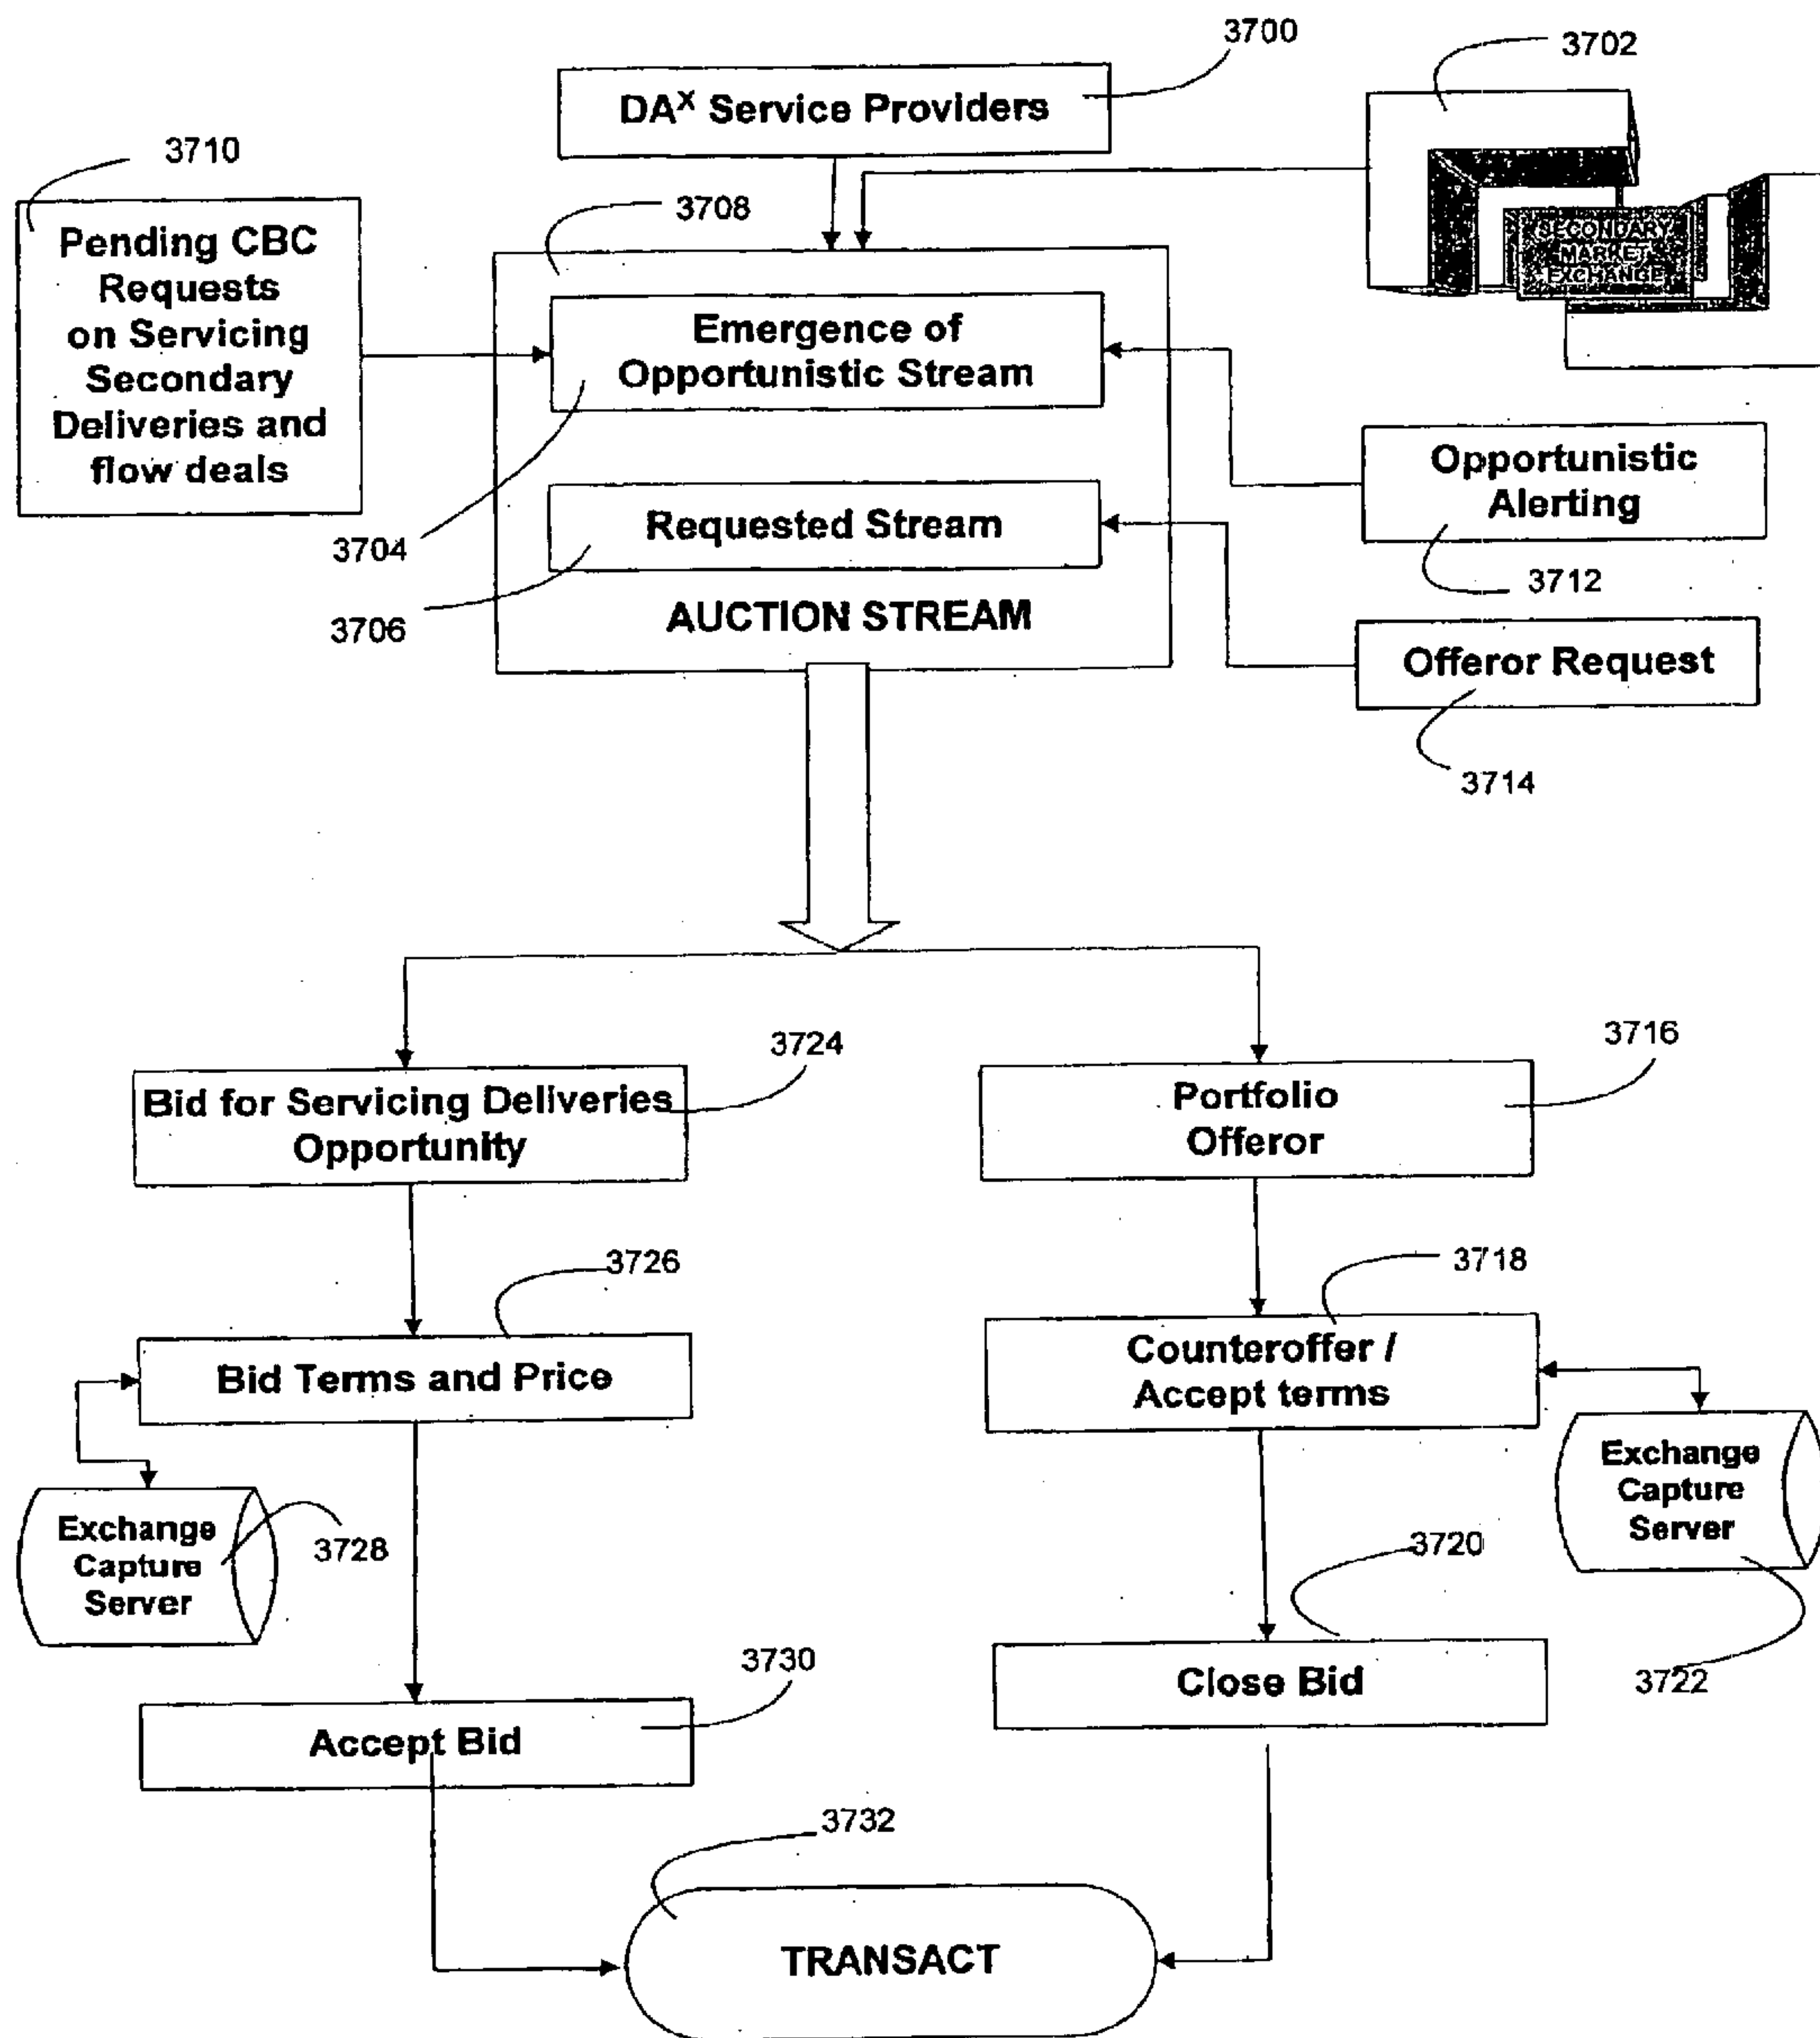 3700
3702
DAX Service Providers
3710
3708
Pending CBC
Requests
on Servicing
Secondary
Deliveries and
flow deals
SECONDARY
MARKET
EXCHANGE
Emergence of
Opportunistic Stream
Opportunistic
Alerting
3704
Requested Stream
3712
3706
AUCTION STREAM
Offeror Request
3714
3724
3716
Bid for Servicing Deliveries
Opportunity
Portfolio
Offeror
3726
3718
Bid Terms and Price
Counteroffer /
Accept terms
Exchange
Capture
Server
3728
Exchange
Capture
Server
3720
3730
Close Bid
3722
Accept Bid
3732
TRANSACT